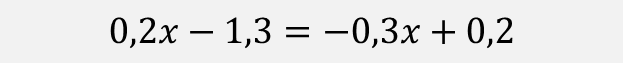 0,2x − 1,3 = −0,3x + 0,2